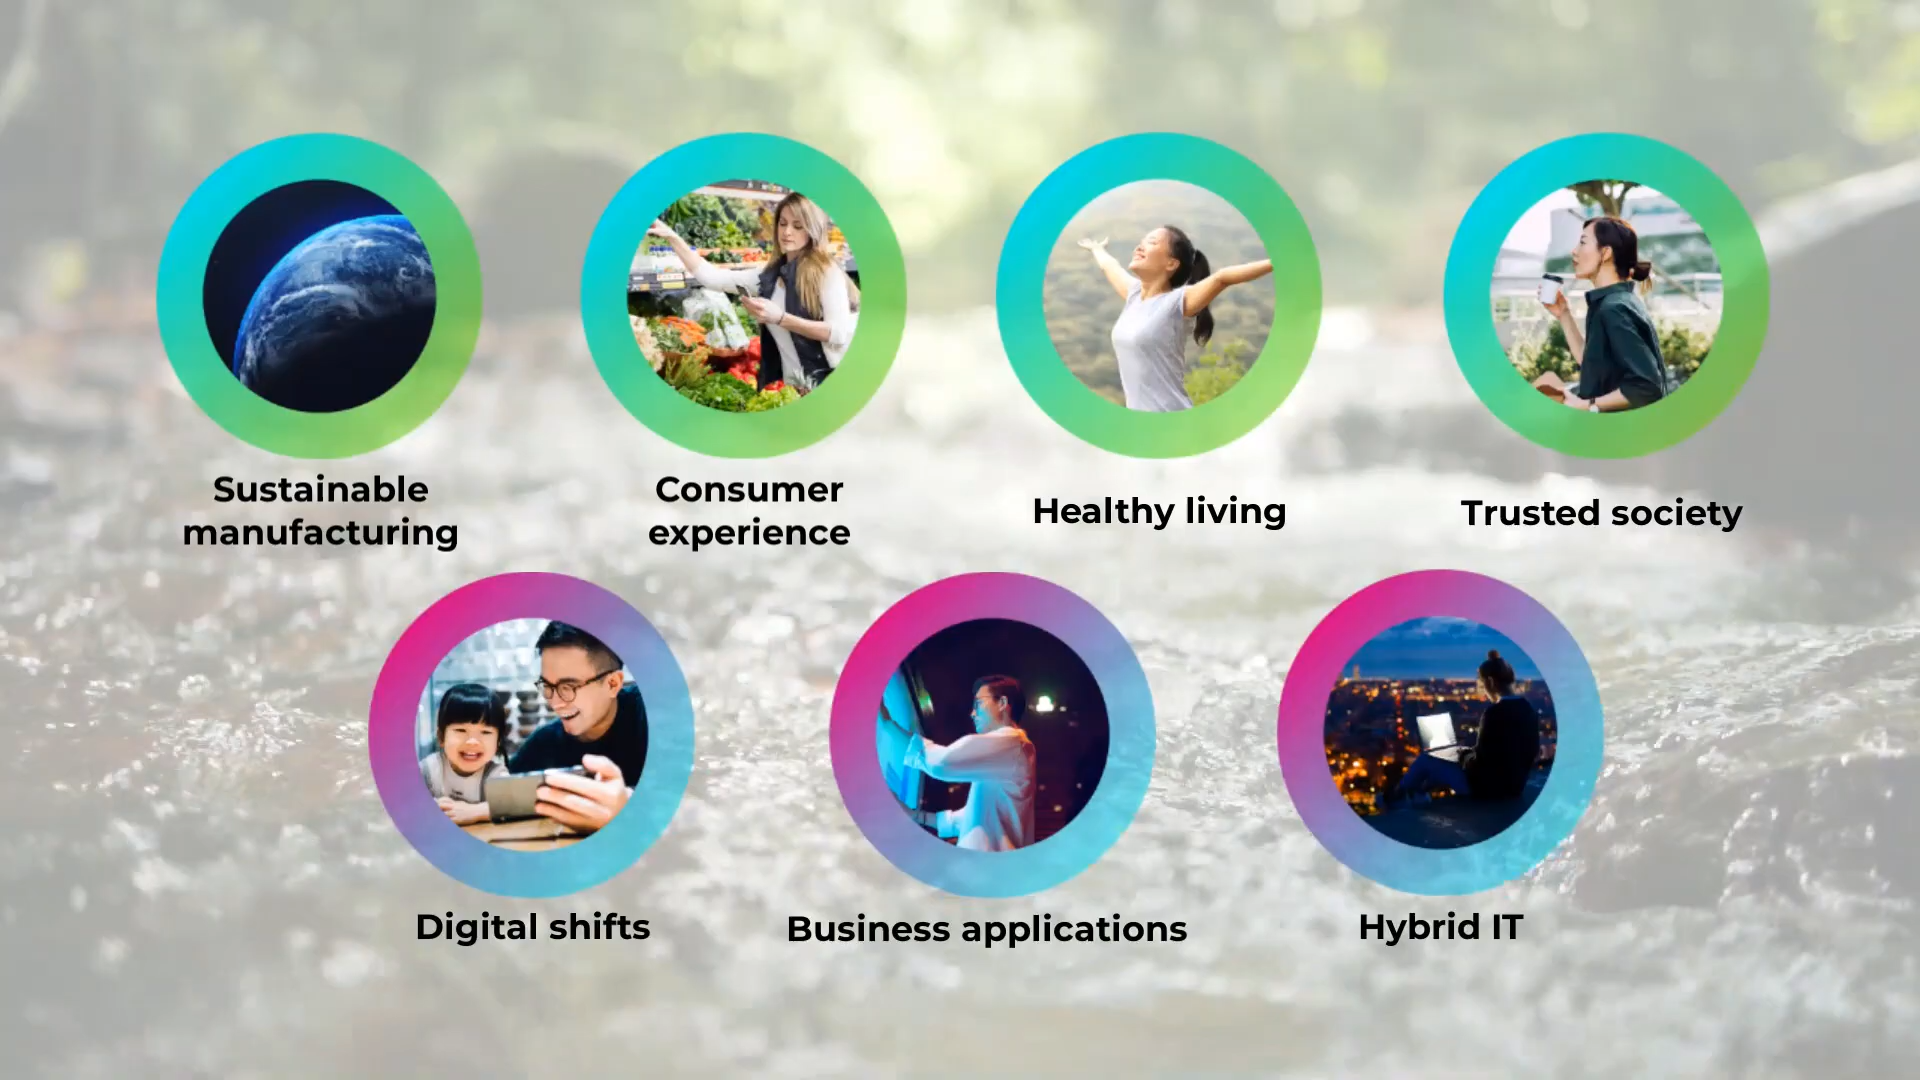 Sustainable
manufacturing
Consumer
experience
Healthy living
Trusted society
Digital shifts
Business applications
Hybrid IT